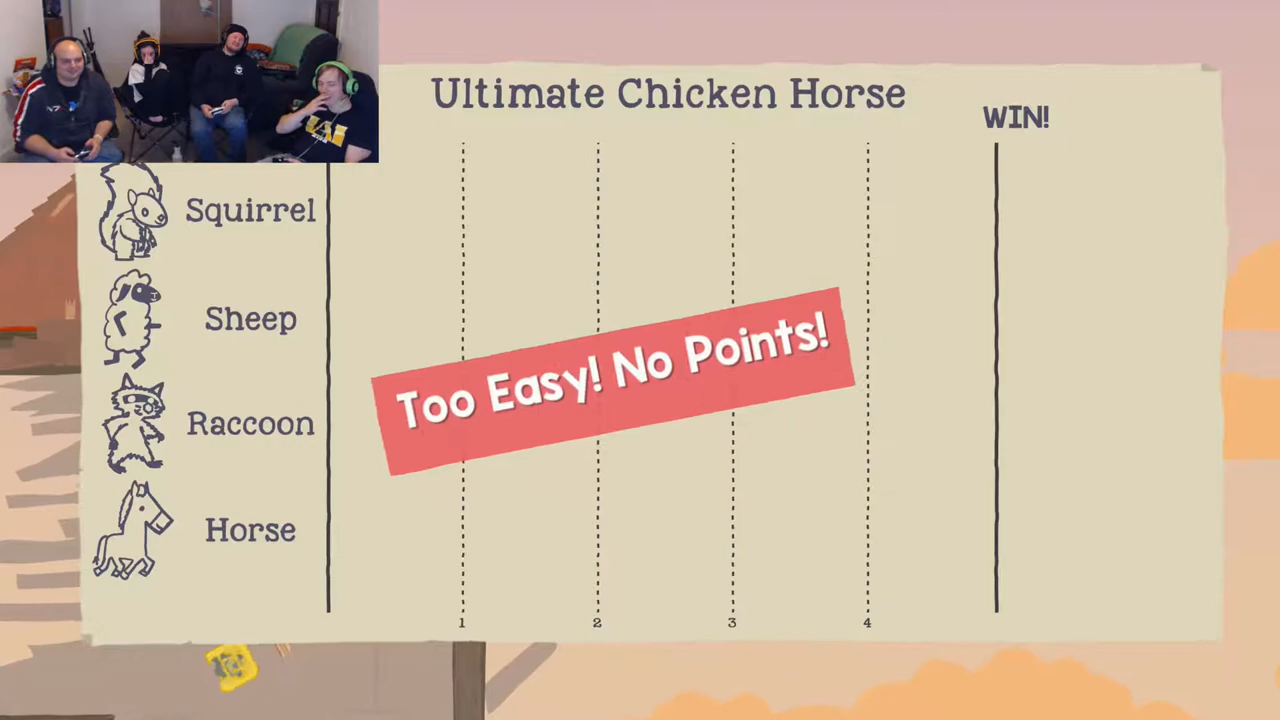 Ultimate Chicken Horse
WIN!
Squirrel
Sheep
Raccoon
Horse
Too Easy! No Points!
1 2 3 4